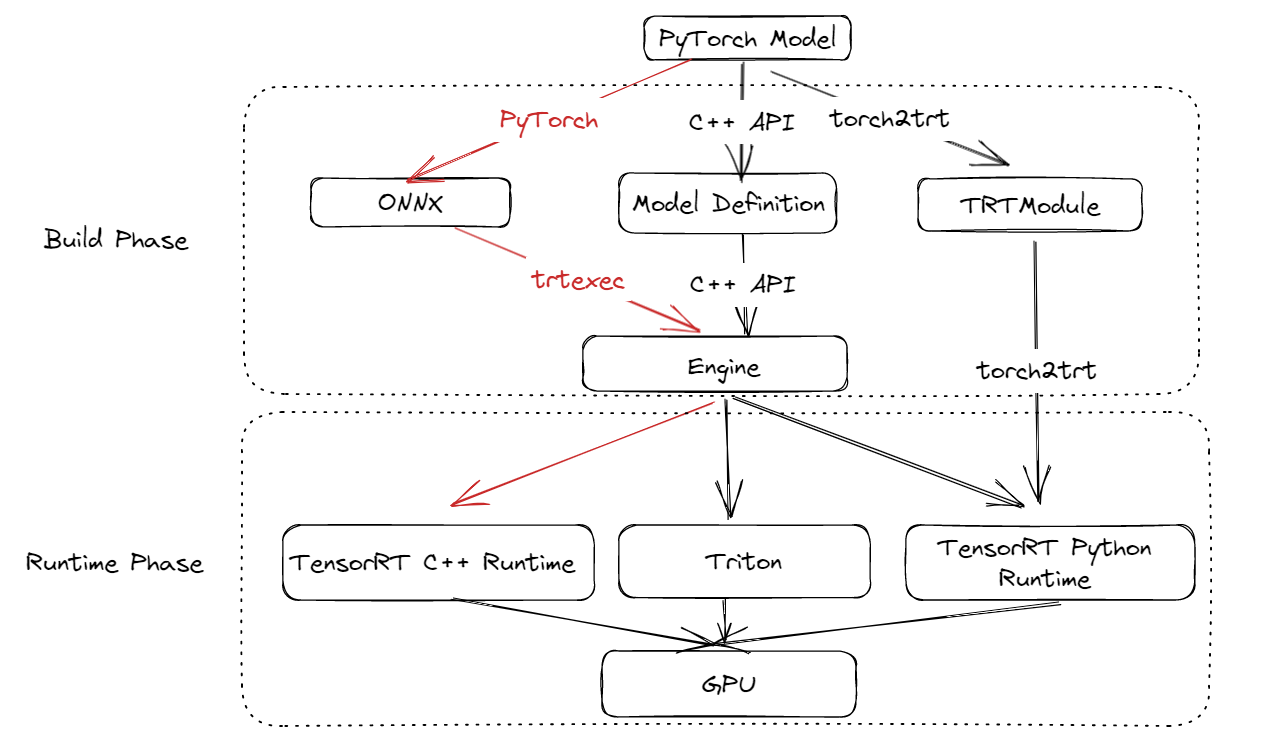 PyTorch Model
PyTorch
C++ API
torch2trt
ONNX
Model Definition
TRTModule
Build Phase
trtexec
C++ API
Engine
torch2trt
Runtime Phase
TensorRT C++ Runtime
Triton
TensorRT Python
Runtime
GPU